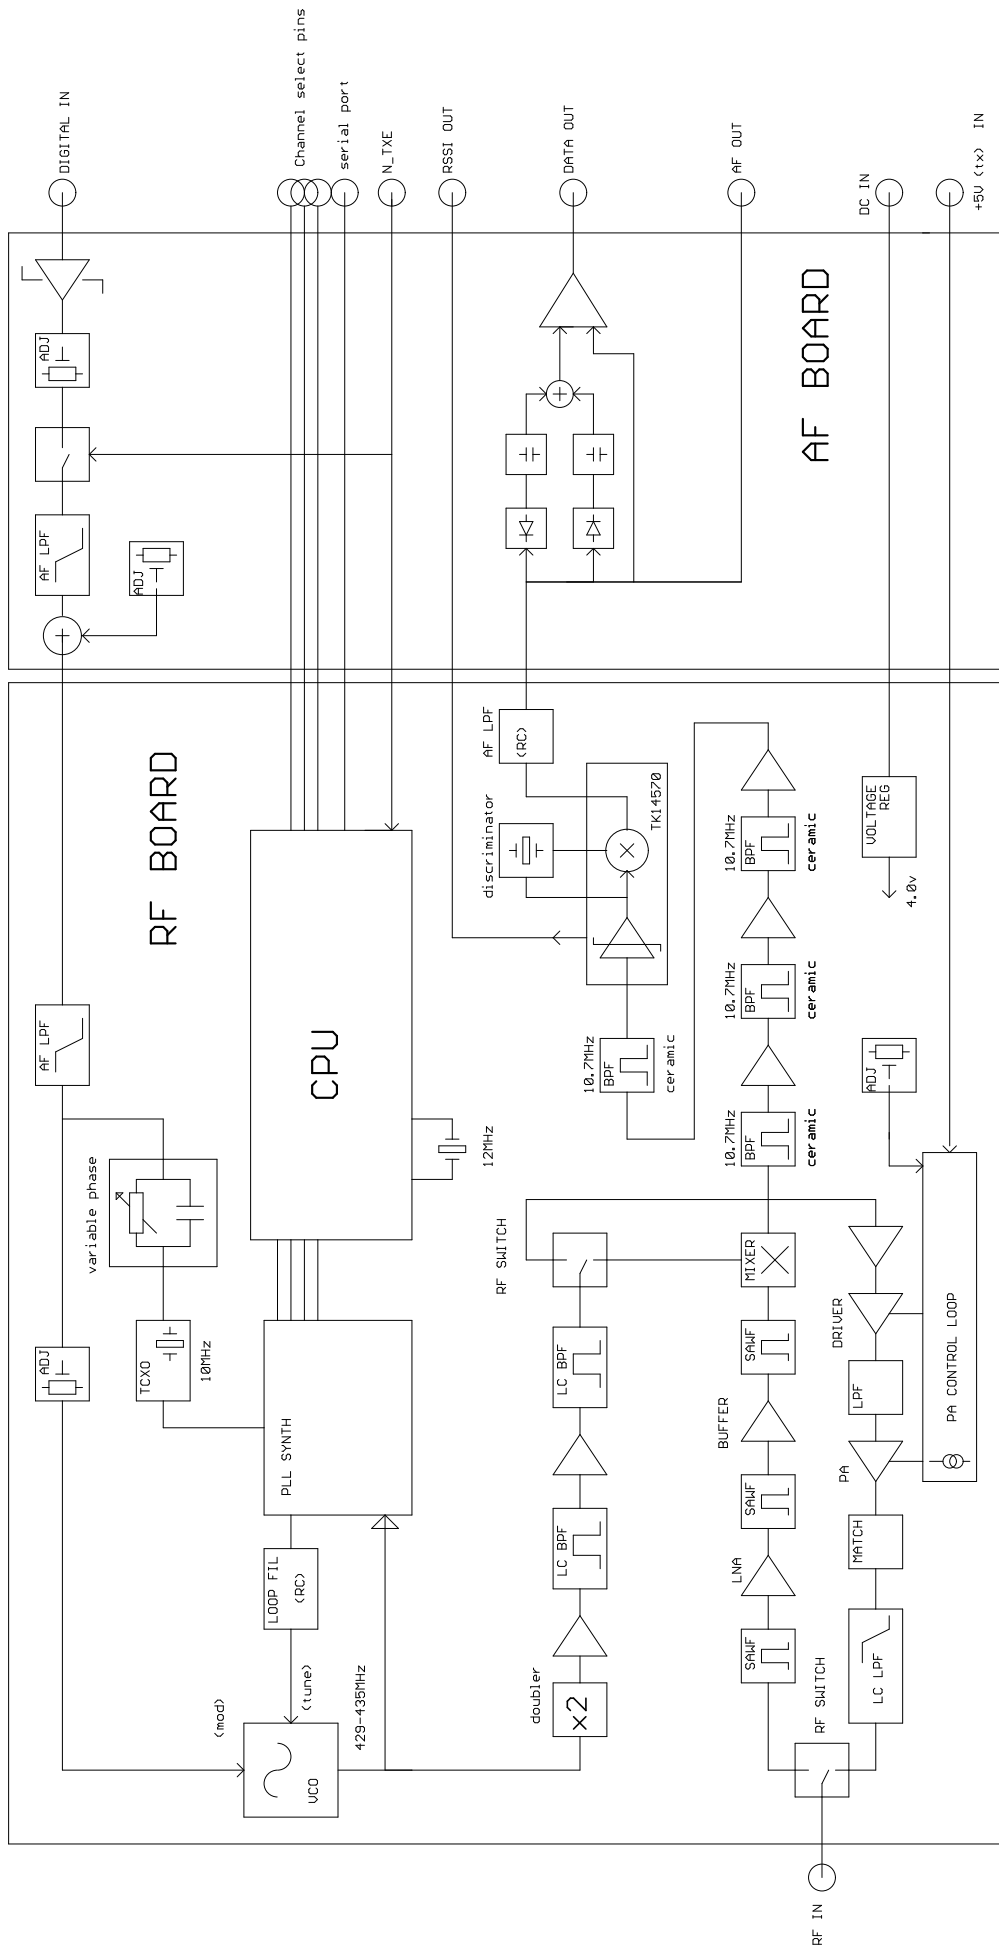 DIGITAL IN
Channel select pins
serial port
N_TXE
RSSI OUT
DATA OUT
AF OUT
DC IN
+5V (tx) IN
AF BOARD
ADJ
AF LPF
ADJ
RF BOARD
AF LPF
variable phase
ADJ
TCXO
10MHz
CPU
12MHz
PLL SYNTH
LOOP FIL
(RC)
(mod)
(tune)
VCO
429-435MHz
AF LPF
(RC)
discriminator
TK14570
10.7MHz
BPF
ceramic
10.7MHz
BPF
ceramic
10.7MHz
BPF
ceramic
10.7MHz
BPF
ceramic
VOLTAGE
REG
4.0v
ADJ
RF SWITCH
LC BPF
LC BPF
doubler
x2
MIXER
SAWF
BUFFER
SAWF
LNA
SAWF
RF SWITCH
DRIVER
LPF
PA
MATCH
LC LPF
PA CONTROL LOOP
RF IN